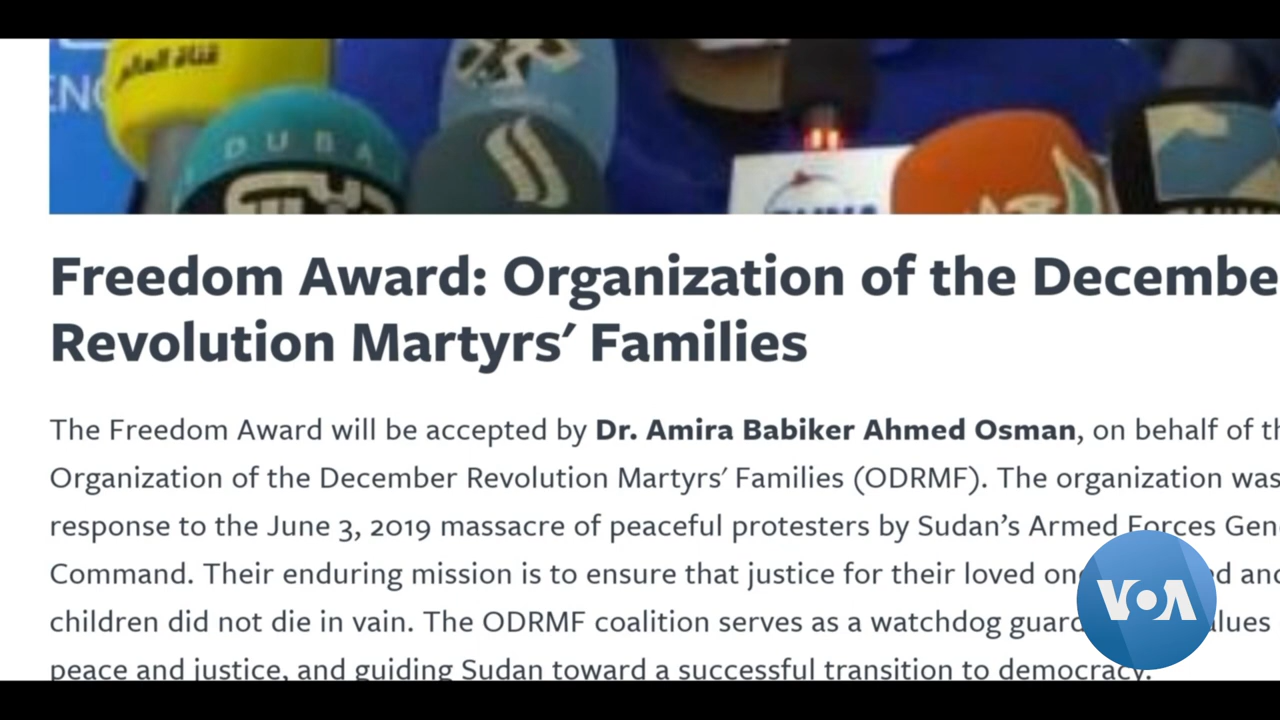 قناة العالم
ENG
DUBA
Freedom Award: Organization of the Decembe
Revolution Martyrs’ Families
The Freedom Award will be accepted by Dr. Amira Babiker Ahmed Osman, on behalf of th
Organization of the December Revolution Martyrs’ Families (ODRMF). The organization was
response to the June 3, 2019 massacre of peaceful protesters by Sudan’s Armed Forces Gen
Command. Their enduring mission is to ensure that justice for their loved one d and
children did not die in vain. The ODRMF coalition serves as a watchdog guard alues
peace and justice, and guiding Sudan toward a successful transition to democracy.
VOA